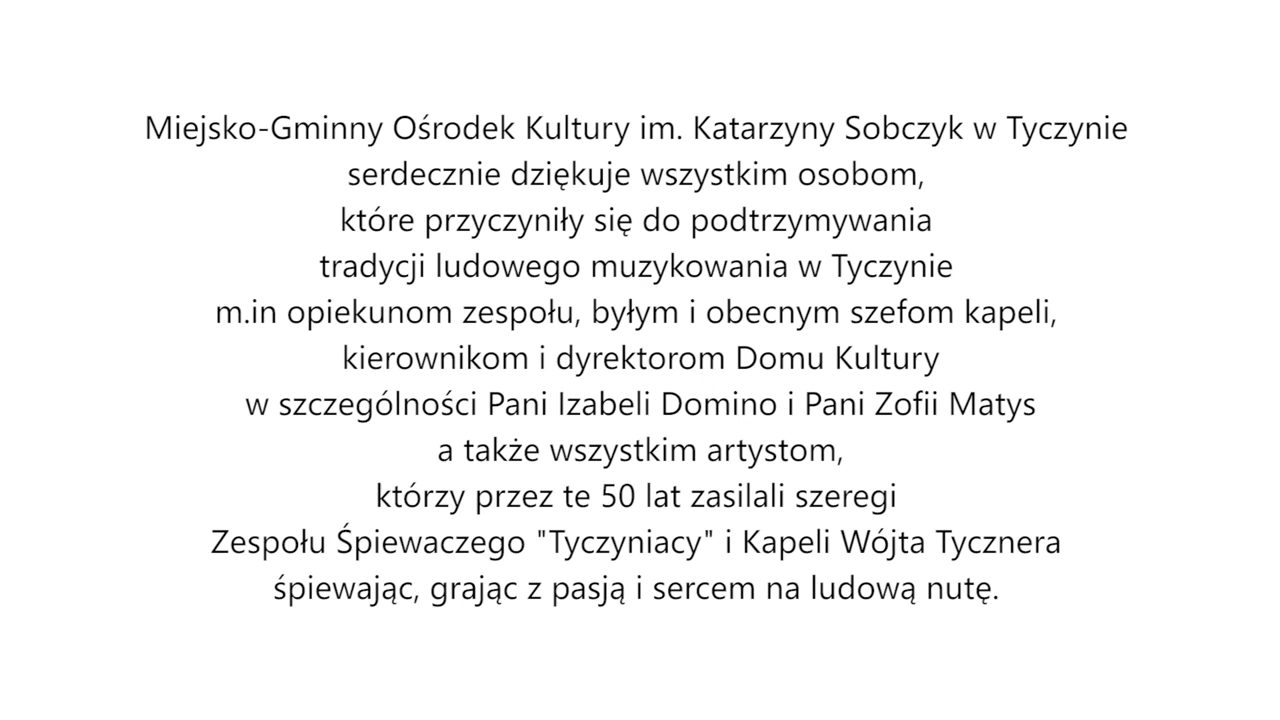 Miejsko-Gminny Ośrodek Kultury im. Katarzyny Sobczyk w Tyczynie
serdecznie dziękuje wszystkim osobom,
które przyczyniły się do podtrzymywania
tradycji ludowego muzykowania w Tyczynie
m.in opiekunom zespołu, byłym i obecnym szefom kapeli,
kierownikom i dyrektorom Domu Kultury
w szczególności Pani Izabeli Domino i Pani Zofii Matys
a także wszystkim artystom,
którzy przez te 50 lat zasilali szeregi
Zespołu Śpiewaczego "Tyczyniacy" i Kapeli Wójta Tycznera
śpiewając, grając z pasją i sercem na ludową nutę.